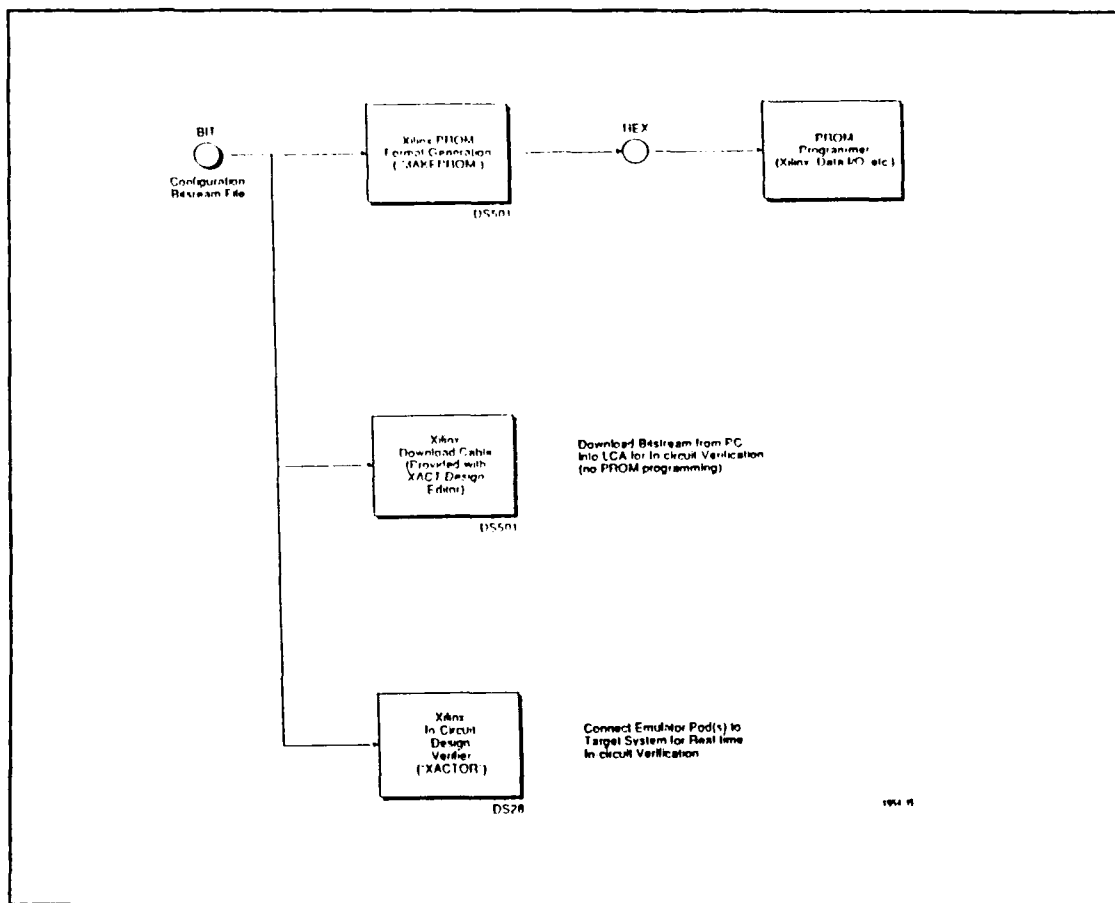 BIT
Configuration
Bitstream File
Xilinx PROM
Format Generation
("MAKEPROM")
DS501
HEX
PROM
Programmer
(Xilinx, Data I/O, etc.)
Xilinx
Download Cable
(Provided with
XACT Design
Editor)
DS501
Download Bitstream from PC
Into LCA for In circuit Verification
(no PROM programming)
Xilinx
In Circuit
Design
Verifier
("XACTOR")
DS28
Connect Emulator Pod(s) to
Target System for Real time
In-circuit Verification